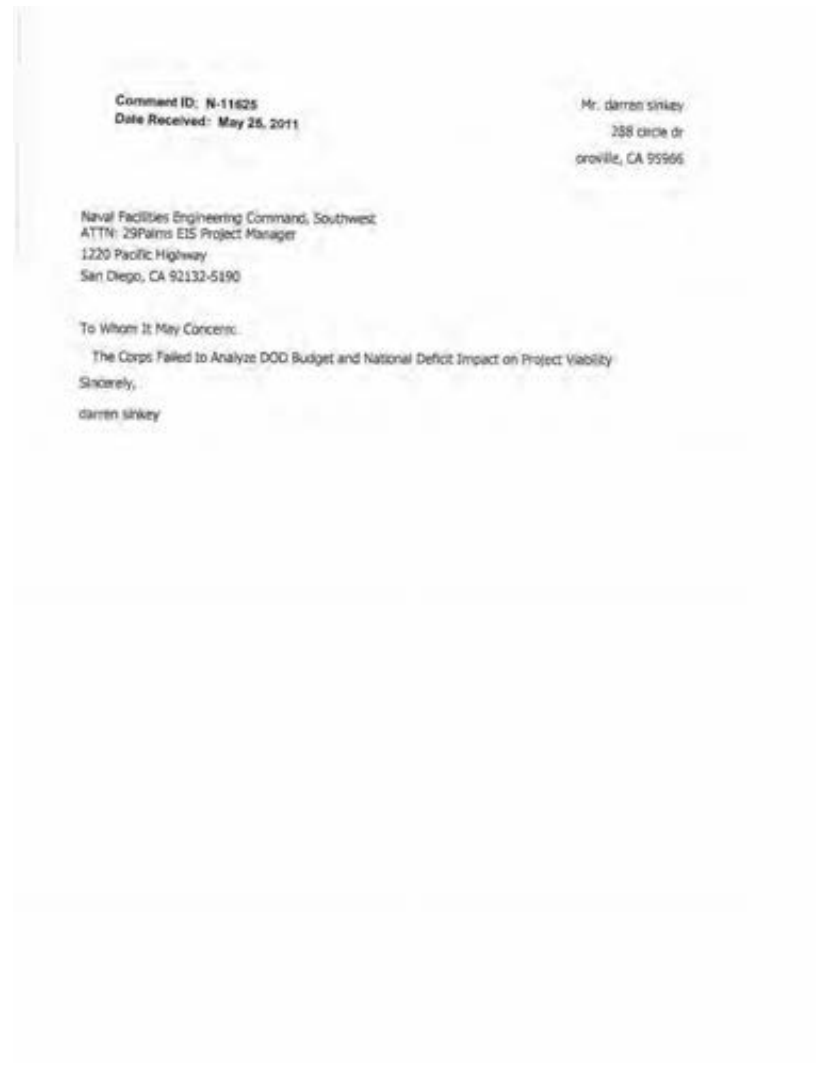 Comment ID: N-11625
Date Received: May 25, 2011
Mr. darren sinkey
288 circle dr
oroville, CA 95966
Naval Facilities Engineering Command, Southwest
ATTN: 29Palms EIS Project Manager
1220 Pacific Highway
San Diego, CA 92132-5190
To Whom It May Concern:
The Corps Failed to Analyze DOD Budget and National Deficit Impact on Project Viability
Sincerely,
darren sinkey